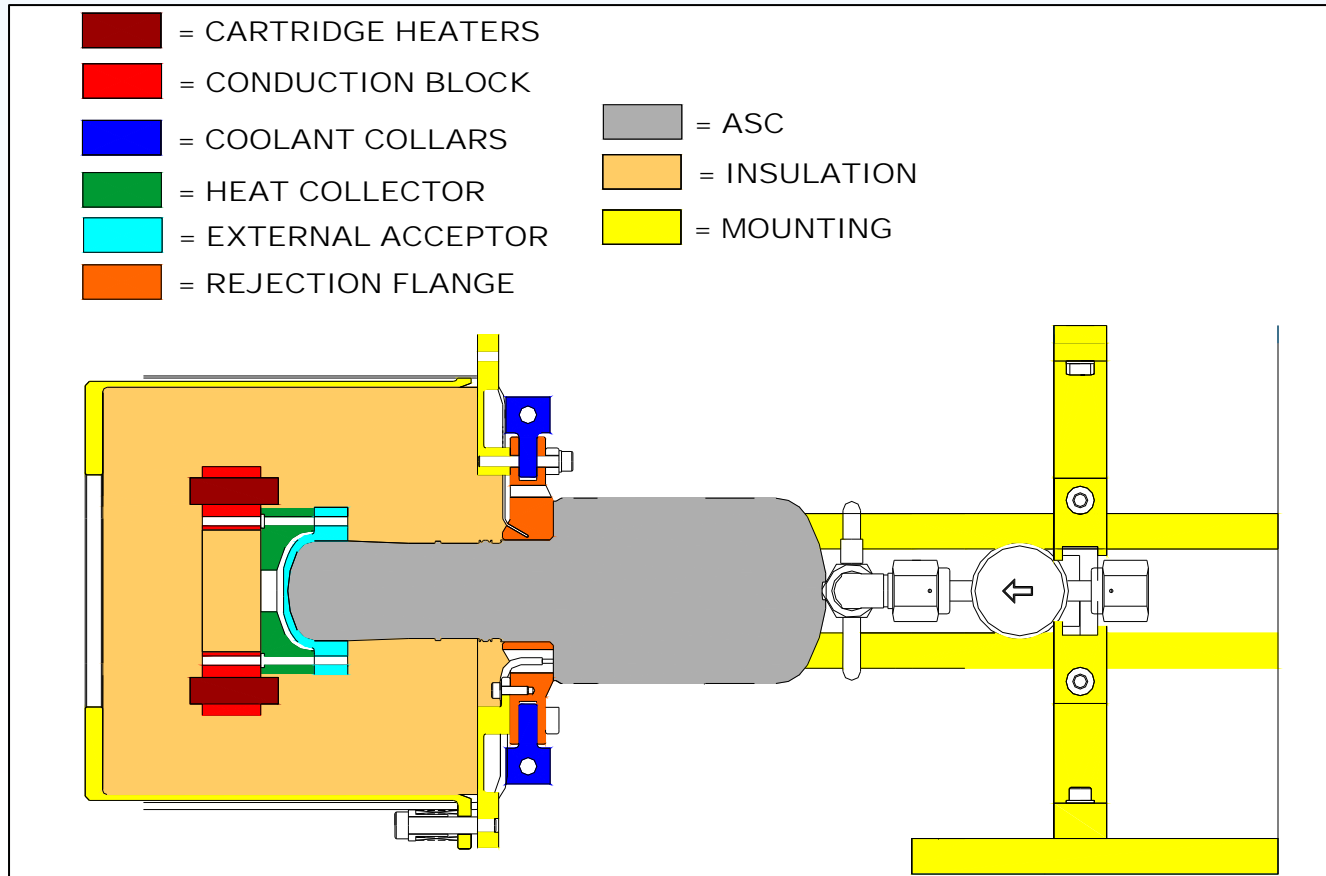 = CARTRIDGE HEATERS
= CONDUCTION BLOCK
= COOLANT COLLARS
= HEAT COLLECTOR
= EXTERNAL ACCEPTOR
= REJECTION FLANGE
= ASC
= INSULATION
= MOUNTING